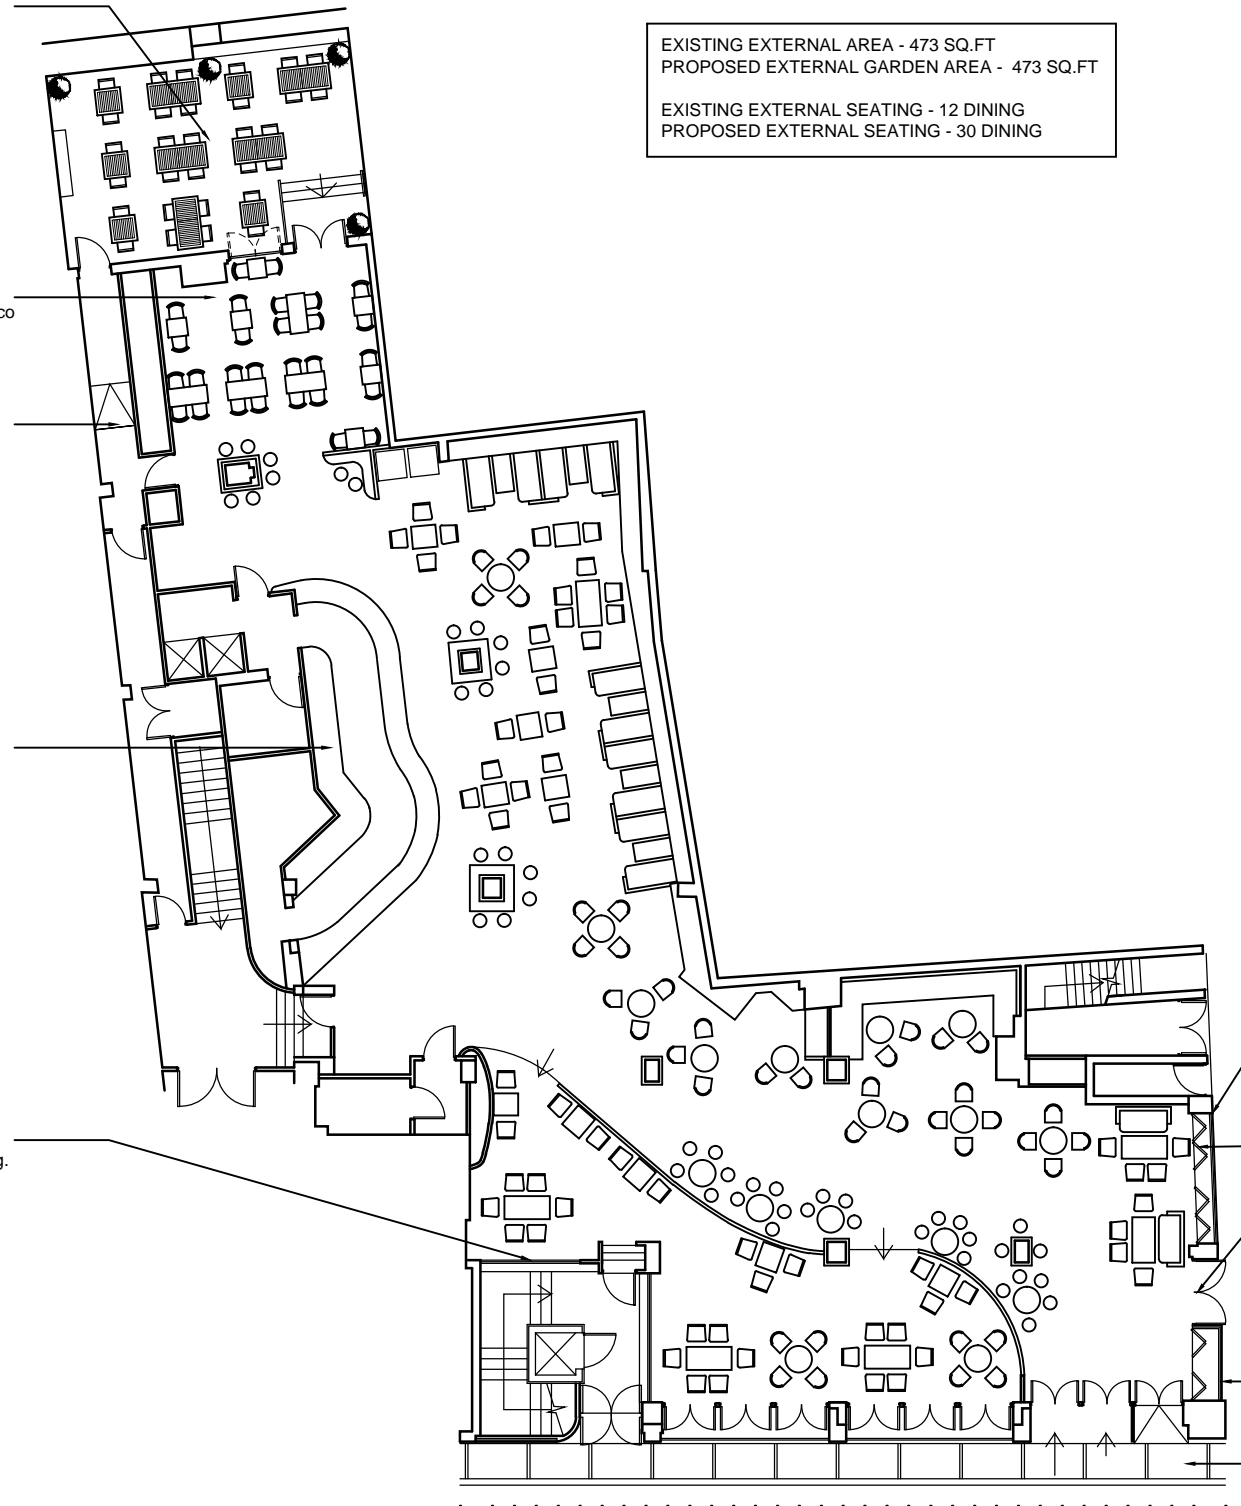 EXISTING EXTERNAL AREA - 473 SQ.FT
PROPOSED EXTERNAL GARDEN AREA - 473 SQ.FT
EXISTING EXTERNAL SEATING - 12 DINING
PROPOSED EXTERNAL SEATING - 30 DINING
co
g.